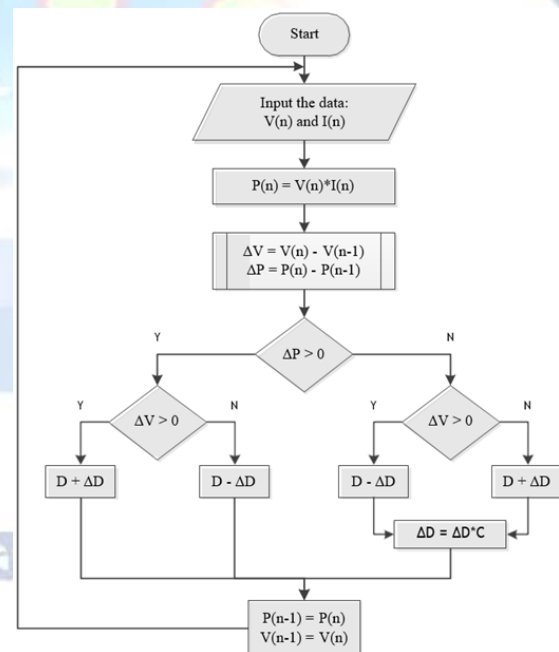 Start
Input the data:
V(n) and I(n)
P(n) = V(n)*I(n)
ΔV = V(n) - V(n-1)
ΔP = P(n) - P(n-1)
ΔP > 0
Y
N
ΔV > 0
Y
N
ΔV > 0
Y
N
D + ΔD
D - ΔD
D - ΔD
D + ΔD
ΔD = ΔD*C
P(n-1) = P(n)
V(n-1) = V(n)